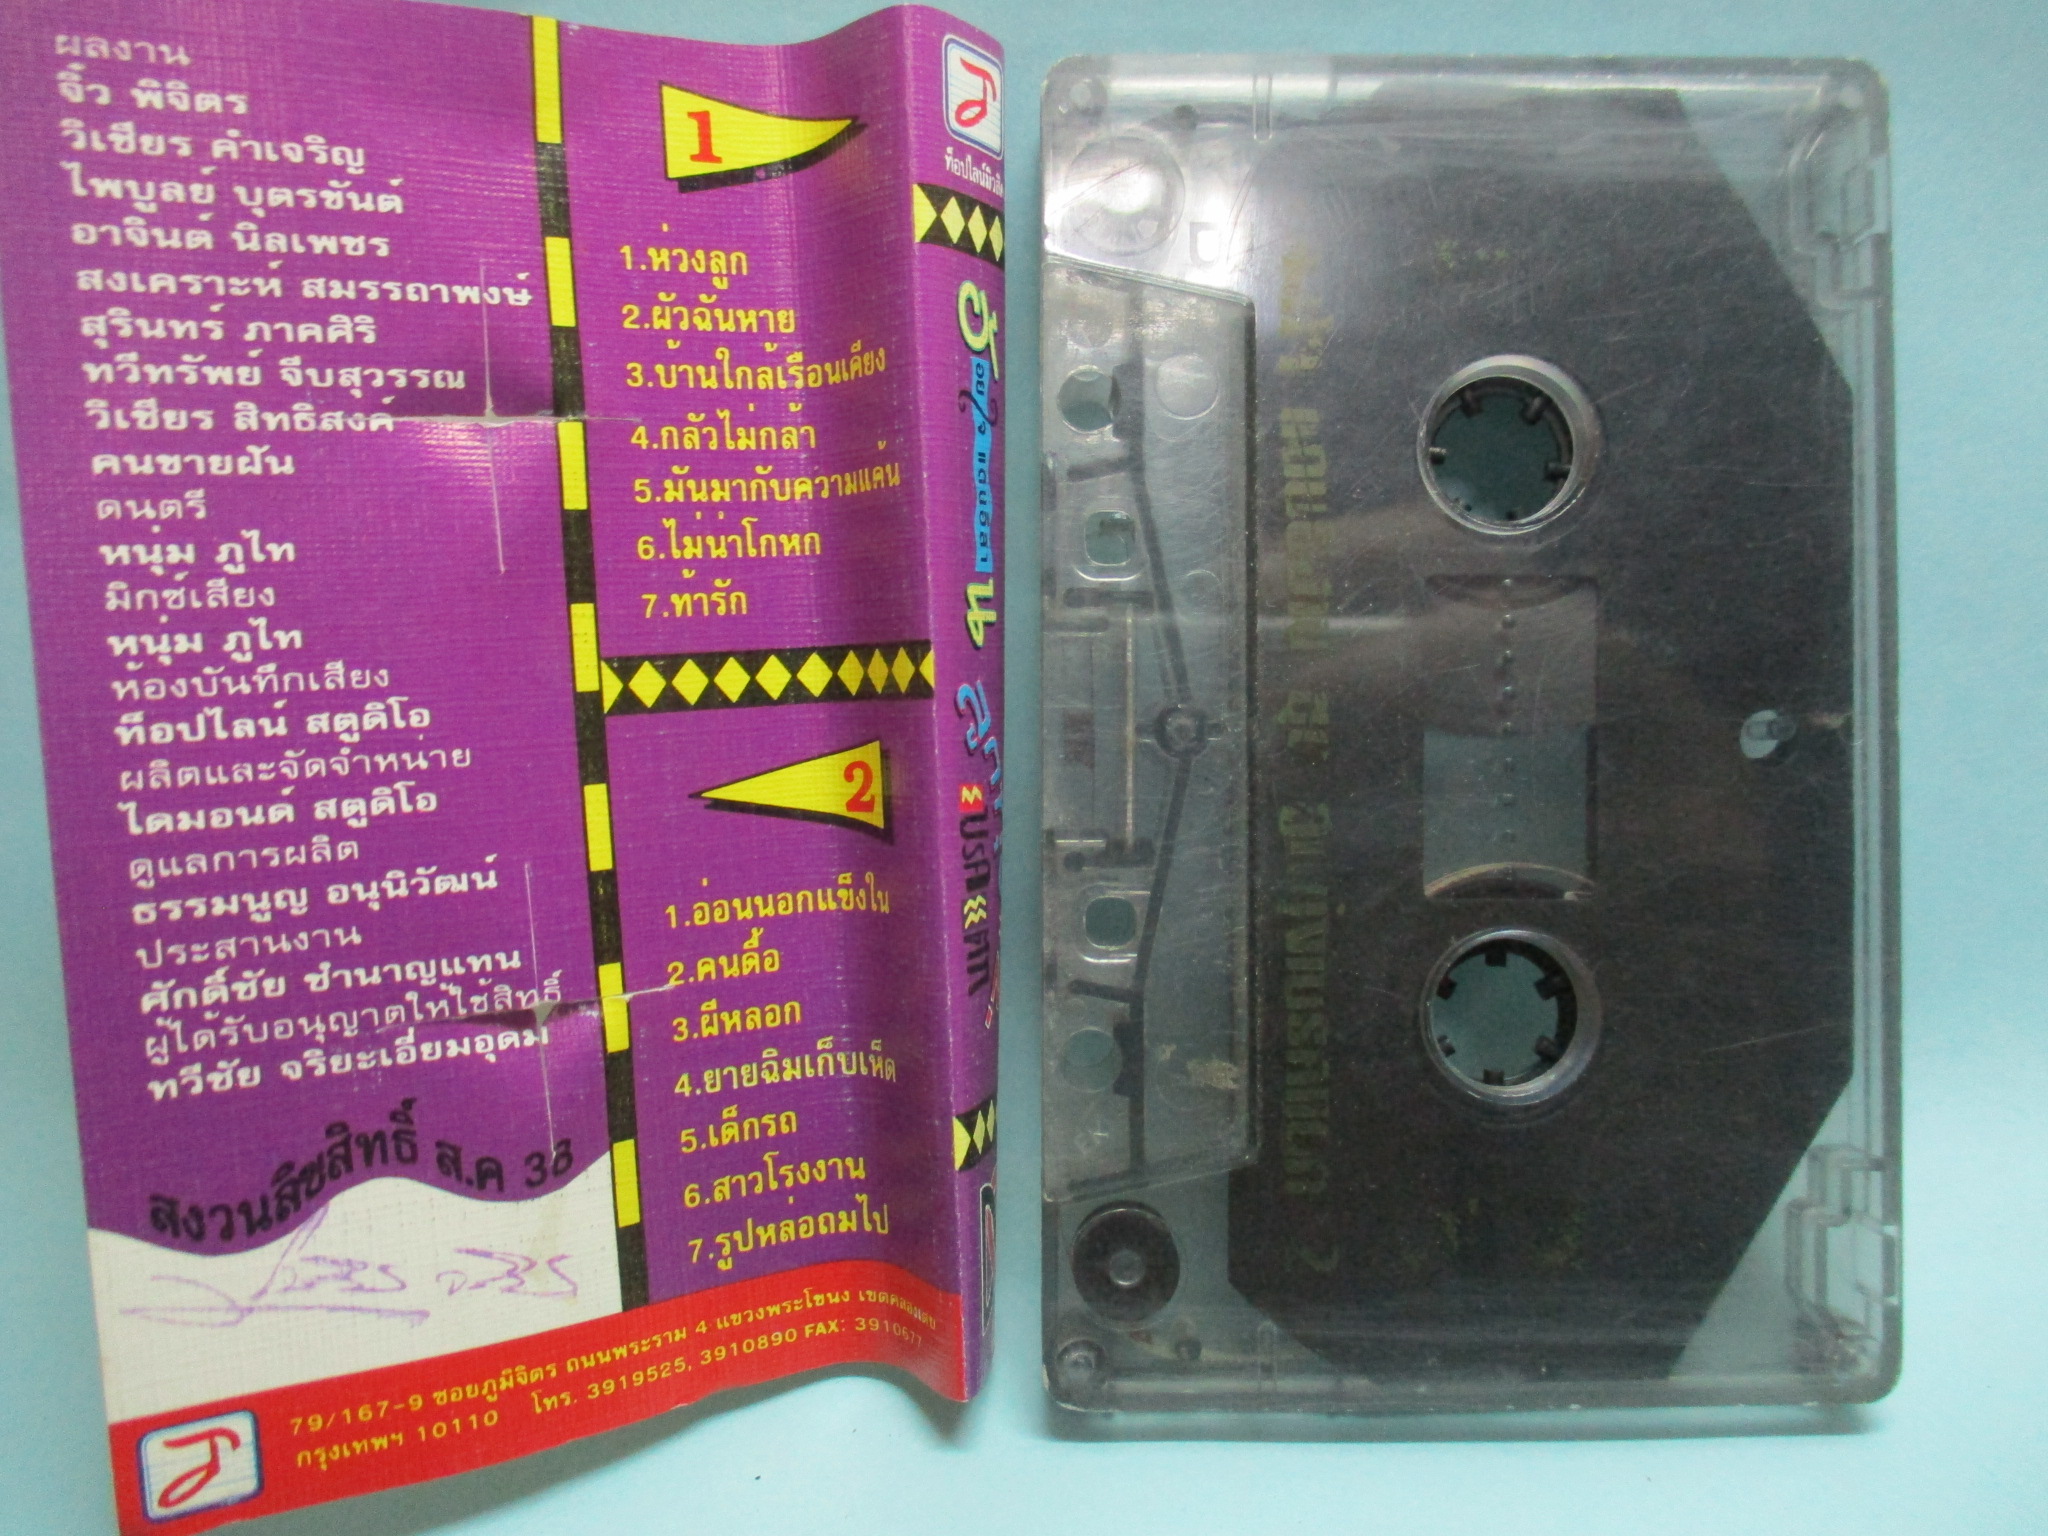 ผลงาน
จิ๋ว พิจิตร
วิเชียร คำเจริญ
ไพบูลย์ บุตรขันต์
อาจินต์ นิลเพชร
สงเคราะห์ สมรรถาพงษ์
สุรินทร์ ภาคศิริ
ทวีทรัพย์ จีบสุวรรณ
วิเชียร สิทธิสงค์
คนขายฝัน
ดนตรี
หนุ่ม ภูไท
มิกซ์เสียง
หนุ่ม ภูไท
ห้องบันทึกเสียง
ท็อปไลน์ สตูดิโอ
ผลิตและจัดจำหน่าย
ไดมอนด์ สตูดิโอ
ดูแลการผลิต
ธรรมนูญ อนุนิวัฒน์
ประสานงาน
ศักดิ์ชัย ชำนาญแทน
ผู้ได้รับอนุญาตให้ใช้สิทธิ์
ทวีชัย จริยะเอี่ยมอุดม
สงวนลิขสิทธิ์ ส.ค 38
1
1.ห่วงลูก
2.ผัวฉันหาย
3.บ้านใกล้เรือนเคียง
4.กลัวไม่กล้า
5.มันมากับความแค้น
6.ไม่น่าโกหก
7.ท้ารัก
2
1.อ่อนนอกแข็งใน
2.คนดื้อ
3.ผีหลอก
4.ยายฉิมเก็บเห็ด
5.เด็กรถ
6.สาวโรงงาน
7.รูปหล่อถมไป
79/167-9 ซอยภูมิจิตร ถนนพระราม 4 แขวงพระโขนง เขตคลองเตย
กรุงเทพฯ 10110 โทร. 3919525, 3910890 FAX: 3910677
ท็อปไลน์มิวสิค